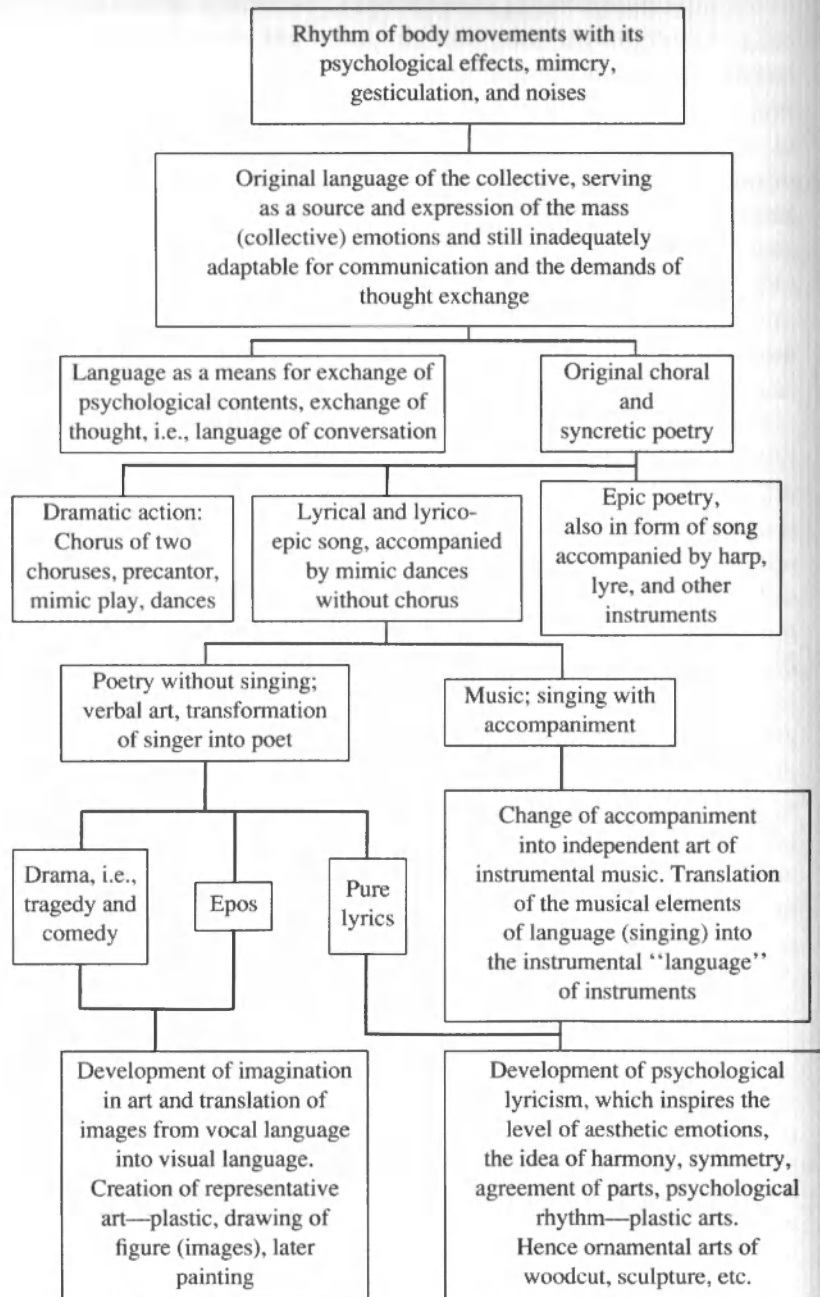 Rhythm of body movements with its
psychological effects, mimcry,
gesticulation, and noises
Original language of the collective, serving
as a source and expression of the mass
(collective) emotions and still inadequately
adaptable for communication and the demands of
thought exchange
Language as a means for exchange of
psychological contents, exchange of
thought, i.e., language of conversation
Original choral
and
syncretic poetry
Dramatic action:
Chorus of two
choruses, precantor,
mimic play, dances
Lyrical and lyrico-
epic song, accompanied
by mimic dances
without chorus
Epic poetry,
also in form of song
accompanied by harp,
lyre, and other
instruments
Poetry without singing;
verbal art, transformation
of singer into poet
Music; singing with
accompaniment
Drama, i.e.,
tragedy and
comedy
Epos
Pure
lyrics
Change of accompaniment
into independent art of
instrumental music. Translation
of the musical elements
of language (singing) into
the instrumental “language”
of instruments
Development of imagination
in art and translation of
images from vocal language
into visual language.
Creation of representative
art—plastic, drawing of
figure (images), later
painting
Development of psychological
lyricism, which inspires the
level of aesthetic emotions,
the idea of harmony, symmetry,
agreement of parts, psychological
rhythm—plastic arts.
Hence ornamental arts of
woodcut, sculpture, etc.